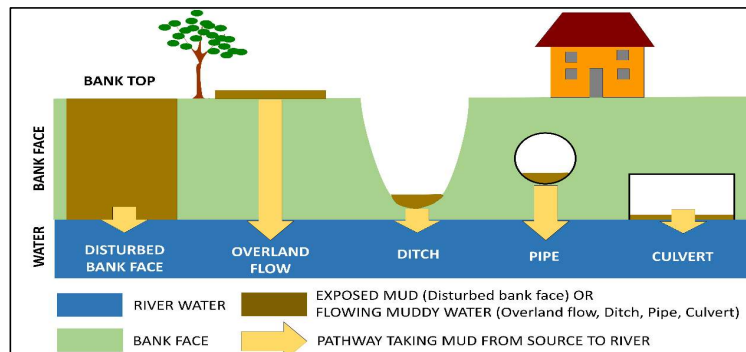 BANK TOP
BANK FACE
WATER
DISTURBED
BANK FACE
OVERLAND
FLOW
DITCH
PIPE
CULVERT
RIVER WATER
EXPOSED MUD (Disturbed bank face) OR
FLOWING MUDDY WATER (Overland flow, Ditch, Pipe, Culvert)
BANK FACE
PATHWAY TAKING MUD FROM SOURCE TO RIVER